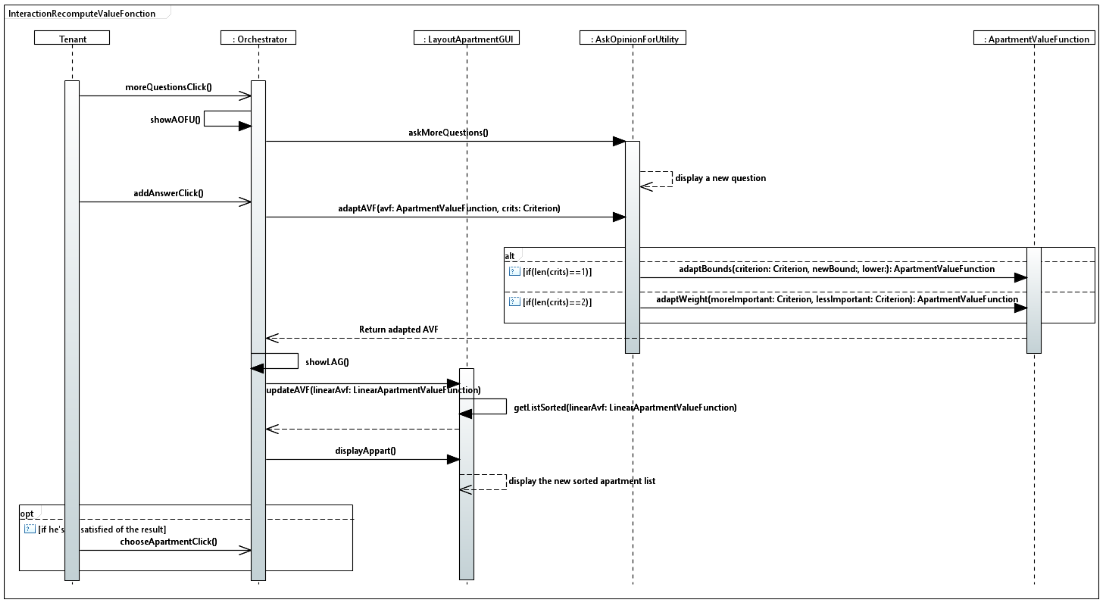 InteractionRecomputeValueFonction
Tenant
: Orchestrator
: LayoutApartmentGUI
: AskOpinionForUtility
: ApartmentValueFunction
moreQuestionsClick()
showAOFU()
askMoreQuestions()
display a new question
addAnswerClick()
adaptAVF(avf: ApartmentValueFunction, crits: Criterion)
alt
[if(len(crits)==1)]
adaptBounds(criterion: Criterion, newBound:, lower:): ApartmentValueFunction
[if(len(crits)==2)]
adaptWeight(moreImportant: Criterion, lessImportant: Criterion): ApartmentValueFunction
Return adapted AVF
showLAG()
updateAVF(linearAvf: LinearApartmentValueFunction)
getListSorted(linearAvf: LinearApartmentValueFunction)
displayAppart()
display the new sorted apartment list
opt
[if he's satisfied of the result]
chooseApartmentClick()